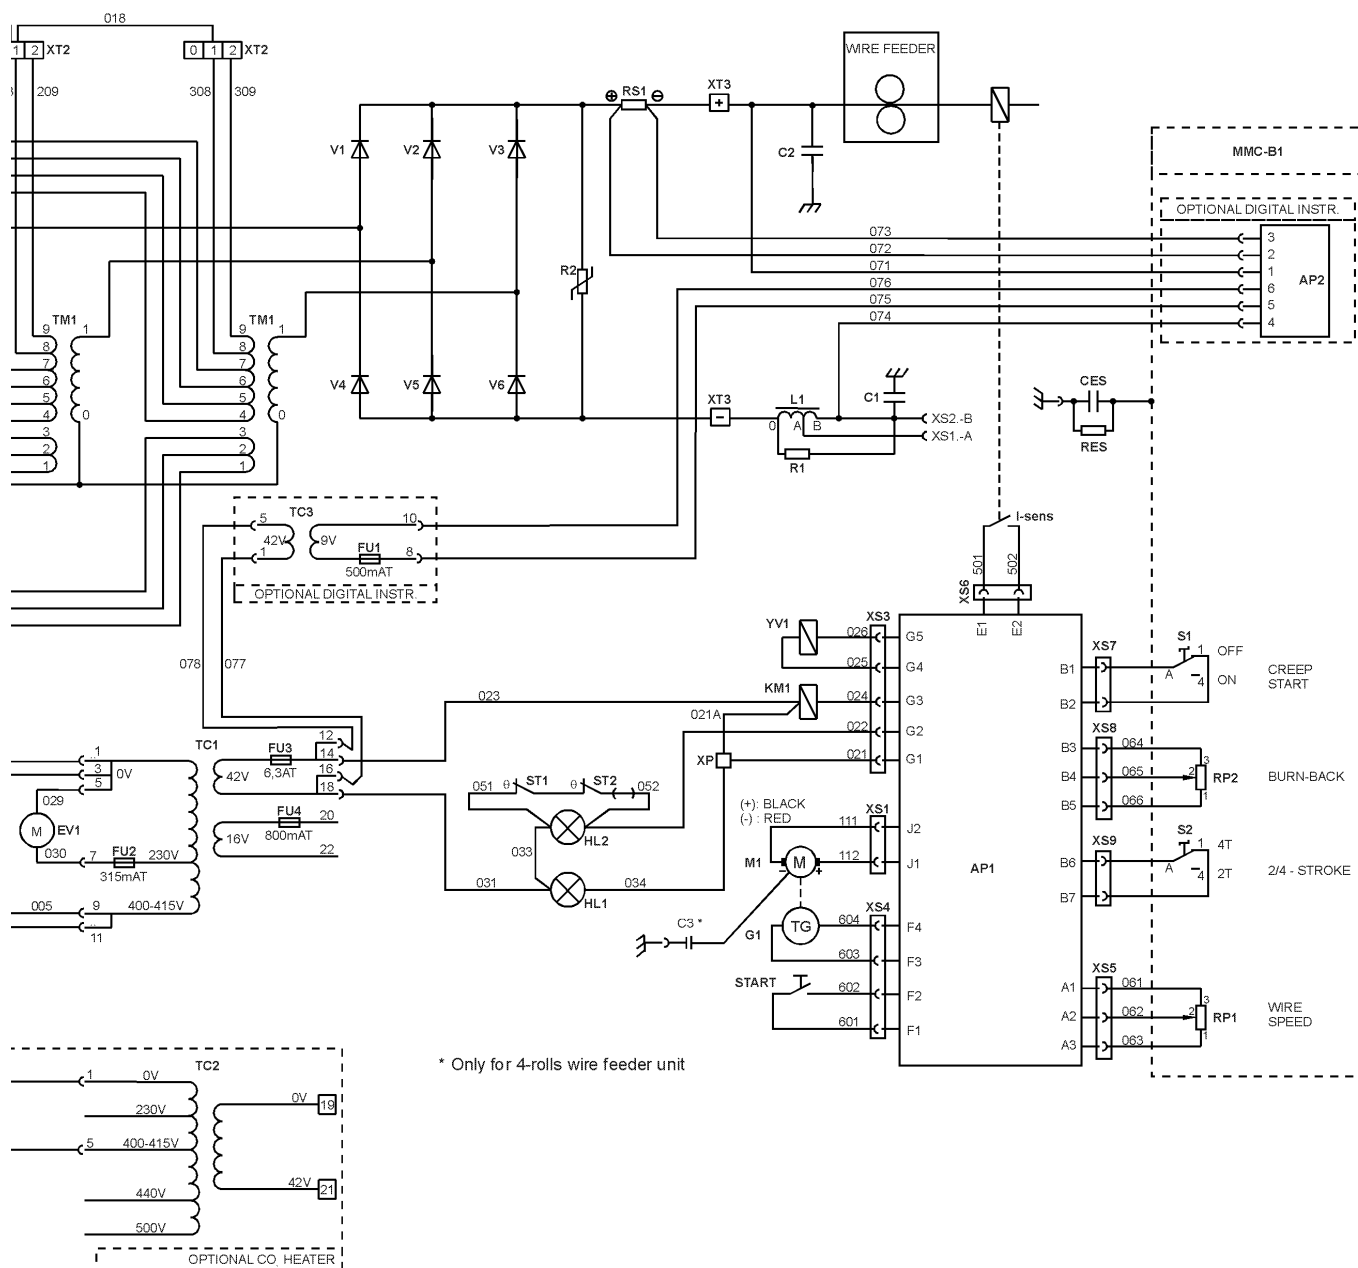 018
1 2 XT2
0 1 2 XT2
209
308 309
WIRE FEEDER
RS1
XT3
+
V1
V2
V3
C2
MMC-B1
OPTIONAL DIGITAL INSTR.
073
072
071
076
075
074
3
2
1
6
5
4
AP2
R2
TM1
9
8
7
6
5
4
3
2
1
1
0
TM1
9
8
7
6
5
4
3
2
1
1
0
V4
V5
V6
XT3
-
L1
0 A B
C1
XS2.-B
XS1.-A
R1
CES
RES
TC3
5
42V
1
9V
10
FU1
8
500mAT
OPTIONAL DIGITAL INSTR.
I-sens
501
502
XS6
E1
E2
078
077
YV1
XS3
026
G5
025
G4
KM1
024
G3
023
021A
022
G2
XP
021
G1
XS7
B1
B2
S1
1
A
4
OFF
ON
CREEP
START
XS8
B3
064
B4
065
B5
066
3
2
1
RP2
BURN-BACK
TC1
1
3
5
0V
029
M
EV1
030
7
FU2
315mAT
230V
005
9
400-415V
11
42V
FU3
6,3AT
12
14
16
18
FU4
16V
800mAT
20
22
051
θ
ST1
θ
ST2
052
HL2
033
031
034
HL1
(+): BLACK
(-) : RED
XS1
111
J2
112
J1
M1
M
-
+
AP1
XS9
B6
B7
S2
1
A
4
4T
2T
2/4 - STROKE
C3 *
G1
TG
XS4
604
F4
603
F3
START
602
F2
601
F1
XS5
A1
061
A2
062
A3
063
3
2
1
RP1
WIRE
SPEED
* Only for 4-rolls wire feeder unit
TC2
1
0V
230V
5
400-415V
440V
500V
0V
19
42V
21
OPTIONAL CO, HEATER